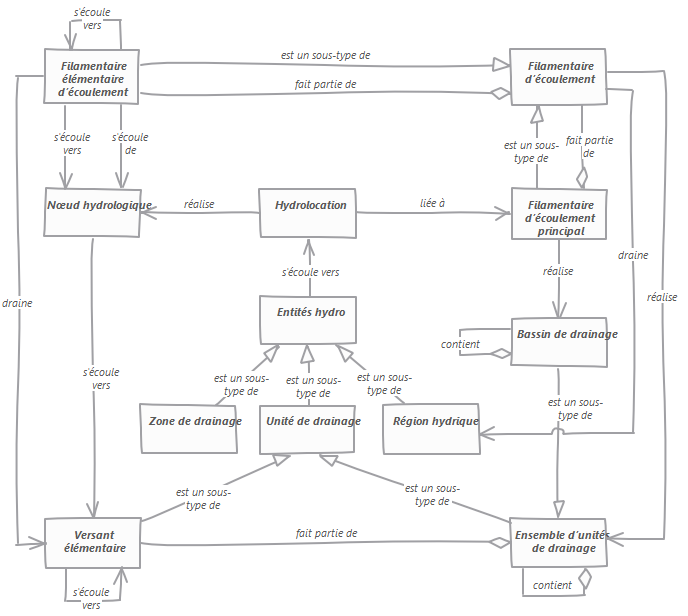 s'écoule
vers
Filamentaire
élémentaire
d'écoulement
est un sous-type de
fait partie de
Filamentaire
d'écoulement
s'écoule
vers
s'écoule
de
est un sous-
type de
fait partie
de
Nœud hydrologique
réalise
Hydrolocation
liée à
Filamentaire
d'écoulement
principal
draine
s'écoule vers
réalise
réalise
draine
Entités hydro
Bassin de drainage
contient
s'écoule
vers
est un sous-
type de
est un sous-
type de
est un sous-
type de
est un sous-
type de
Zone de drainage
Unité de drainage
Région hydrique
est un sous-
type de
est un sous-
type de
Versant
élémentaire
fait partie de
Ensemble d'unités
de drainage
s'écoule
vers
contient